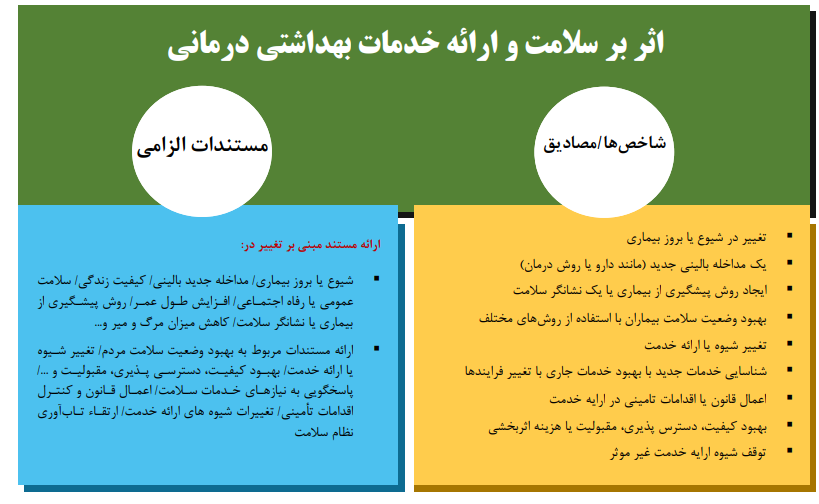 اثر بر سلامت و ارائه خدمات بهداشتی درمانی
شاخص‌ها/مصادیق
تغییر در شیوع یا بروز بیماری
یک مداخله بالینی جدید (مانند دارو یا روش درمان)
ایجاد روش پیشگیری از بیماری یا یک نشانگر سلامت
بهبود وضعیت سلامت بیماران با استفاده از روش‌های مختلف
تغییر شیوه یا ارائه خدمت
شناسایی خدمات جدید با بهبود خدمات جاری با تغییر فرایندها
اعمال قانون یا اقدامات تامینی در ارایه خدمت
بهبود کیفیت، دسترس پذیری، مقبولیت یا هزینه اثربخشی
توقف شیوه ارایه خدمت غیر موثر
مستندات الزامی
ارائه مستند مبنی بر تغییر در:
شیوع یا بروز بیماری/ مداخله جدید بالینی/ کیفیت زندگی/ سلامت
عمومی یا رفاه اجتماعی/ افزایش طول عمر/ روش پیشگیری از
بیماری یا نشانگر سلامت/ کاهش میزان مرگ و میر و...
ارائه مستندات مربوط به بهبود وضعیت سلامت مردم/ تغییر شیوه
یا ارائه خدمت/ بهبود کیفیت، دسترسی پذیری، مقبولیت و .../
پاسخگویی به نیازهای خدمات سلامت/ اعمال قانون و کنترل
اقدامات تأمینی/ تغییرات شیوه های ارائه خدمت/ ارتقاء تاب‌آوری
نظام سلامت